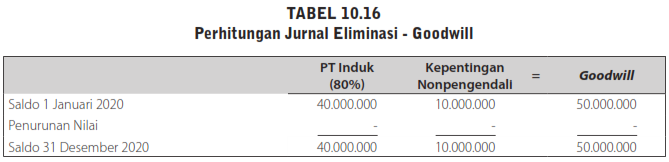 TABEL 10.16
Perhitungan Jurnal Eliminasi - Goodwill
PT Induk (80%) Kepentingan Nonpengendali = Goodwill
Saldo 1 Januari 2020 40.000.000 10.000.000 50.000.000
Penurunan Nilai - - -
Saldo 31 Desember 2020 40.000.000 10.000.000 50.000.000